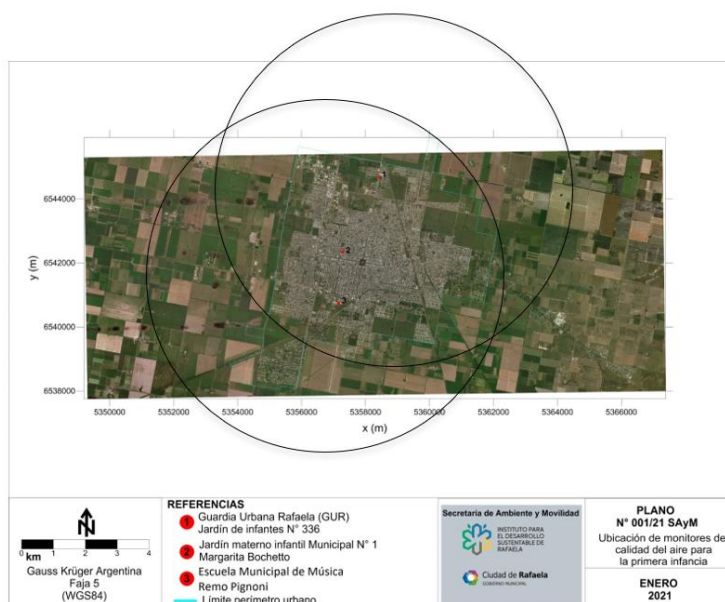 6544000
6542000
6540000
6538000
y (m)
1
2
3
5350000 5352000 5354000 5356000 5358000 5360000 5362000 5364000 5366000
x (m)
N
0 1 2 3 4
km
Gauss Krüger Argentina
Faja 5
(WGS84)
REFERENCIAS
1 Guardia Urbana Rafaela (GUR)
Jardín de infantes N° 336
2 Jardín materno infantil Municipal N° 1
Margarita Bochetto
3 Escuela Municipal de Música
Remo Pignoni
Límite perímetro urbano
Secretaria de Ambiente y Movilidad
INSTITUTO PARA
EL DESARROLLO
SUSTENTABLE DE
RAFAELA
Ciudad de Rafaela
GOBIERNO MUNICIPAL
PLANO
N° 001/21 SAyM
Ubicación de monitores de
calidad del aire para
la primera infancia
ENERO
2021